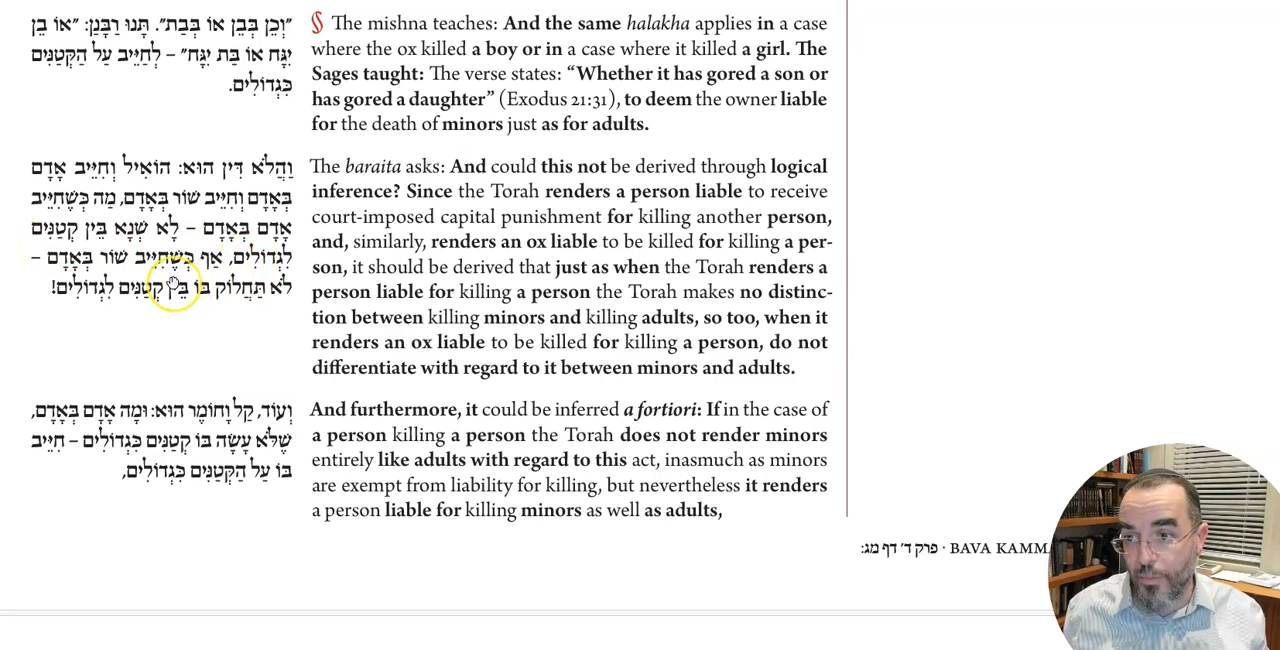 ״וְכֵן בְּבֵן אוֹ בְּבַת״. תָּנוּ רַבָּנַן: ״אוֹ בֵן
יִגָּח אוֹ בַת יִגָּח״ – לְחַיֵּיב עַל הַקְּטַנִּים
כִּגְדוֹלִים.
וַהֲלֹא דִּין הוּא: הוֹאִיל וְחִיֵּיב אָדָם
בְּאָדָם וְחִיֵּיב שׁוֹר בְּאָדָם, מַה כְּשֶׁחִיֵּיב
אָדָם בְּאָדָם – לָא שְׁנָא בֵּין קְטַנִּים
לִגְדוֹלִים, אַף כְּשֶׁחִיֵּיב שׁוֹר בְּאָדָם –
לֹא תַּחֲלוֹק בּוֹ בֵּין קְטַנִּים לִגְדוֹלִים!
וְעוֹד, קַל וָחוֹמֶר הוּא: וּמָה אָדָם בְּאָדָם,
שֶׁלֹּא עָשָׂה בּוֹ קְטַנִּים כִּגְדוֹלִים – חִיֵּיב
בּוֹ עַל הַקְּטַנִּים כִּגְדוֹלִים,
The mishna teaches: And the same halakha applies in a case
where the ox killed a boy or in a case where it killed a girl. The
Sages taught: The verse states: “Whether it has gored a son or
has gored a daughter” (Exodus 21:31), to deem the owner liable
for the death of minors just as for adults.
The baraita asks: And could this not be derived through logical
inference? Since the Torah renders a person liable to receive
court-imposed capital punishment for killing another person,
and, similarly, renders an ox liable to be killed for killing a per-
son, it should be derived that just as when the Torah renders a
person liable for killing a person the Torah makes no distinc-
tion between killing minors and killing adults, so too, when it
renders an ox liable to be killed for killing a person, do not
differentiate with regard to it between minors and adults.
And furthermore, it could be inferred a fortiori: If in the case of
a person killing a person the Torah does not render minors
entirely like adults with regard to this act, inasmuch as minors
are exempt from liability for killing, but nevertheless it renders
a person liable for killing minors as well as adults,
BAVA KAMMA · פרק ד׳ דף מג: